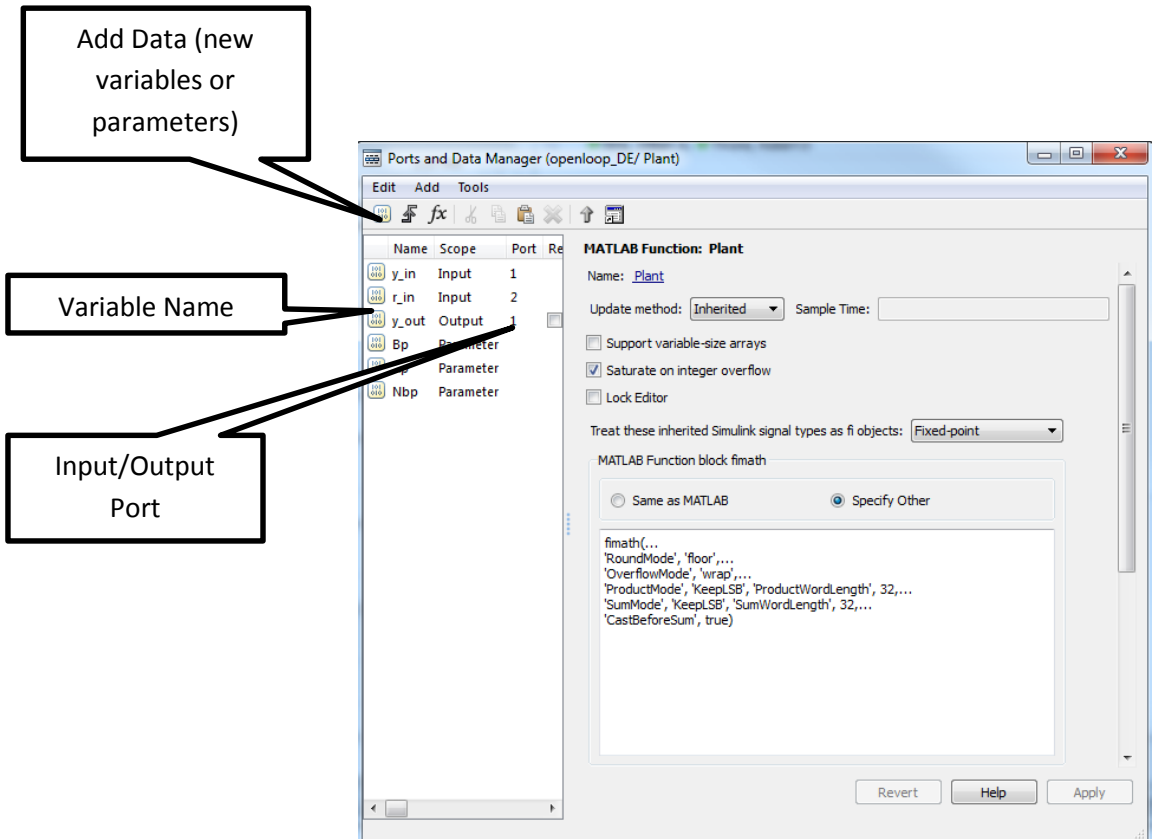 Add Data (new
variables or
parameters)
Ports and Data Manager (openloop_DE/ Plant)
Edit Add Tools
fx
Name Scope Port Re
y_in Input 1
r_in Input 2
y_out Output 1
Bp Parameter
Parameter
Nbp Parameter
Variable Name
Input/Output
Port
MATLAB Function: Plant
Name: Plant
Update method: Inherited Sample Time:
Support variable-size arrays
Saturate on integer overflow
Lock Editor
Treat these inherited Simulink signal types as fi objects: Fixed-point
MATLAB Function block fimath
Same as MATLAB Specify Other
fimath(...
'RoundMode', 'floor',...
'OverflowMode', 'wrap',...
'ProductMode', 'KeepLSB', 'ProductWordLength', 32,...
'SumMode', 'KeepLSB', 'SumWordLength', 32,...
'CastBeforeSum', true)
Revert Help Apply